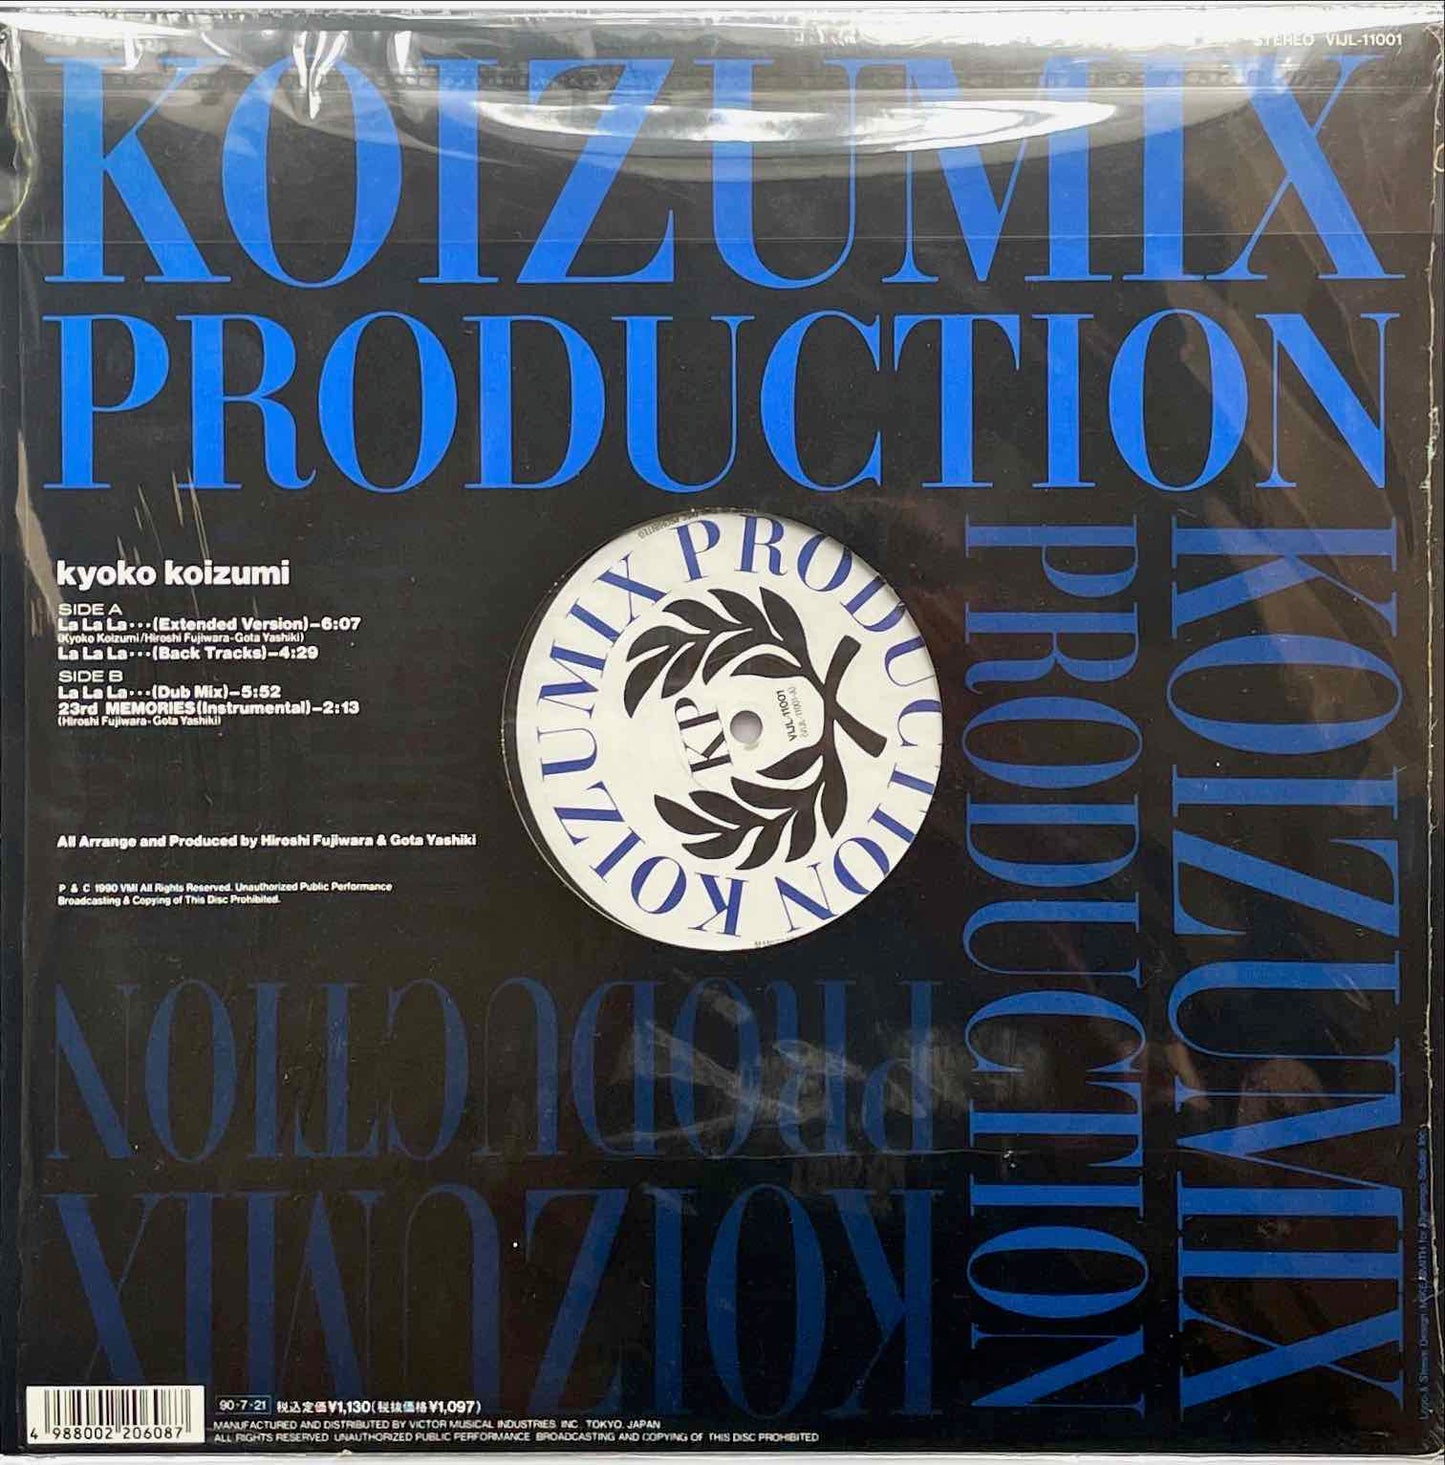 STEREO VIJL-11001
KOIZUMIX
PRODUCTION
kyoko koizumi
SIDE A
La La La···(Extended Version)–6:07
(Kyoko Koizumi/Hiroshi Fujiwara-Gota Yashiki)
La La La···(Back Tracks)–4:29
SIDE B
La La La···(Dub Mix)–5:52
23rd MEMORIES(Instrumental)–2:13
(Hiroshi Fujiwara-Gota Yashiki)
All Arrange and Produced by Hiroshi Fujiwara & Gota Yashiki
P & C 1990 VMI All Rights Reserved. Unauthorized Public Performance
Broadcasting & Copying of This Disc Prohibited.
KOIZUMIX PRODUCTION
KP
VIJL-11001
KOIZUMIX
PRODUCTION
KOIZUMIX
PRODUCTION
4 988002 206087
90·7·21 税込定価¥1,130(税抜価格¥1,097)
MANUFACTURED AND DISTRIBUTED BY VICTOR MUSICAL INDUSTRIES. INC. TOKYO. JAPAN
ALL RIGHTS RESERVED UNAUTHORIZED PUBLIC PERFORMANCE BROADCASTING AND COPYING OF THIS DISC PROHIBITED